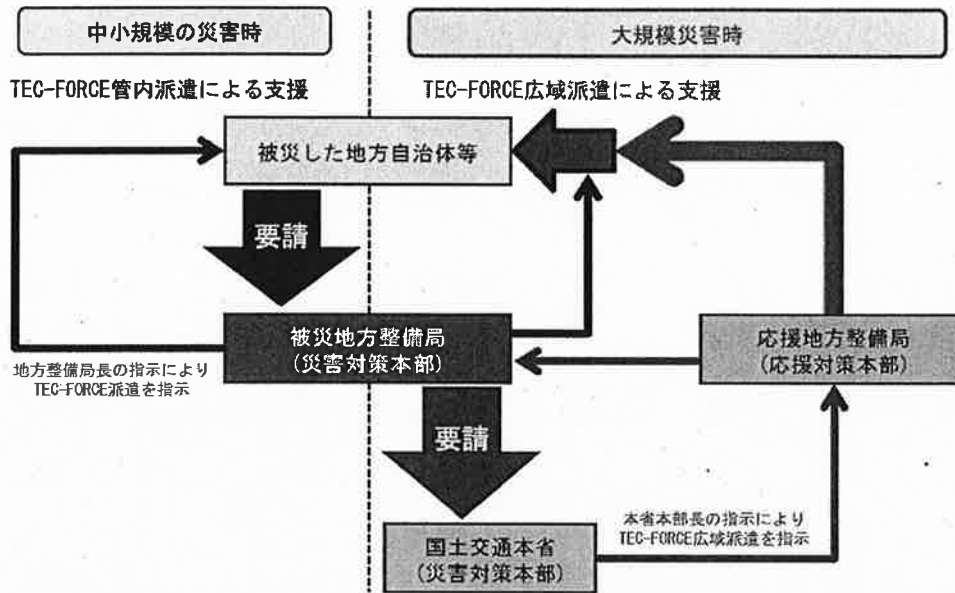 中小規模の災害時
大規模災害時
TEC-FORCE管内派遣による支援
TEC-FORCE広域派遣による支援
被災した地方自治体等
要請
被災地方整備局
(災害対策本部)
応援地方整備局
(応援対策本部)
地方整備局長の指示により
TEC-FORCE派遣を指示
要請
本省本部長の指示により
TEC-FORCE広域派遣を指示
国土交通本省
(災害対策本部)